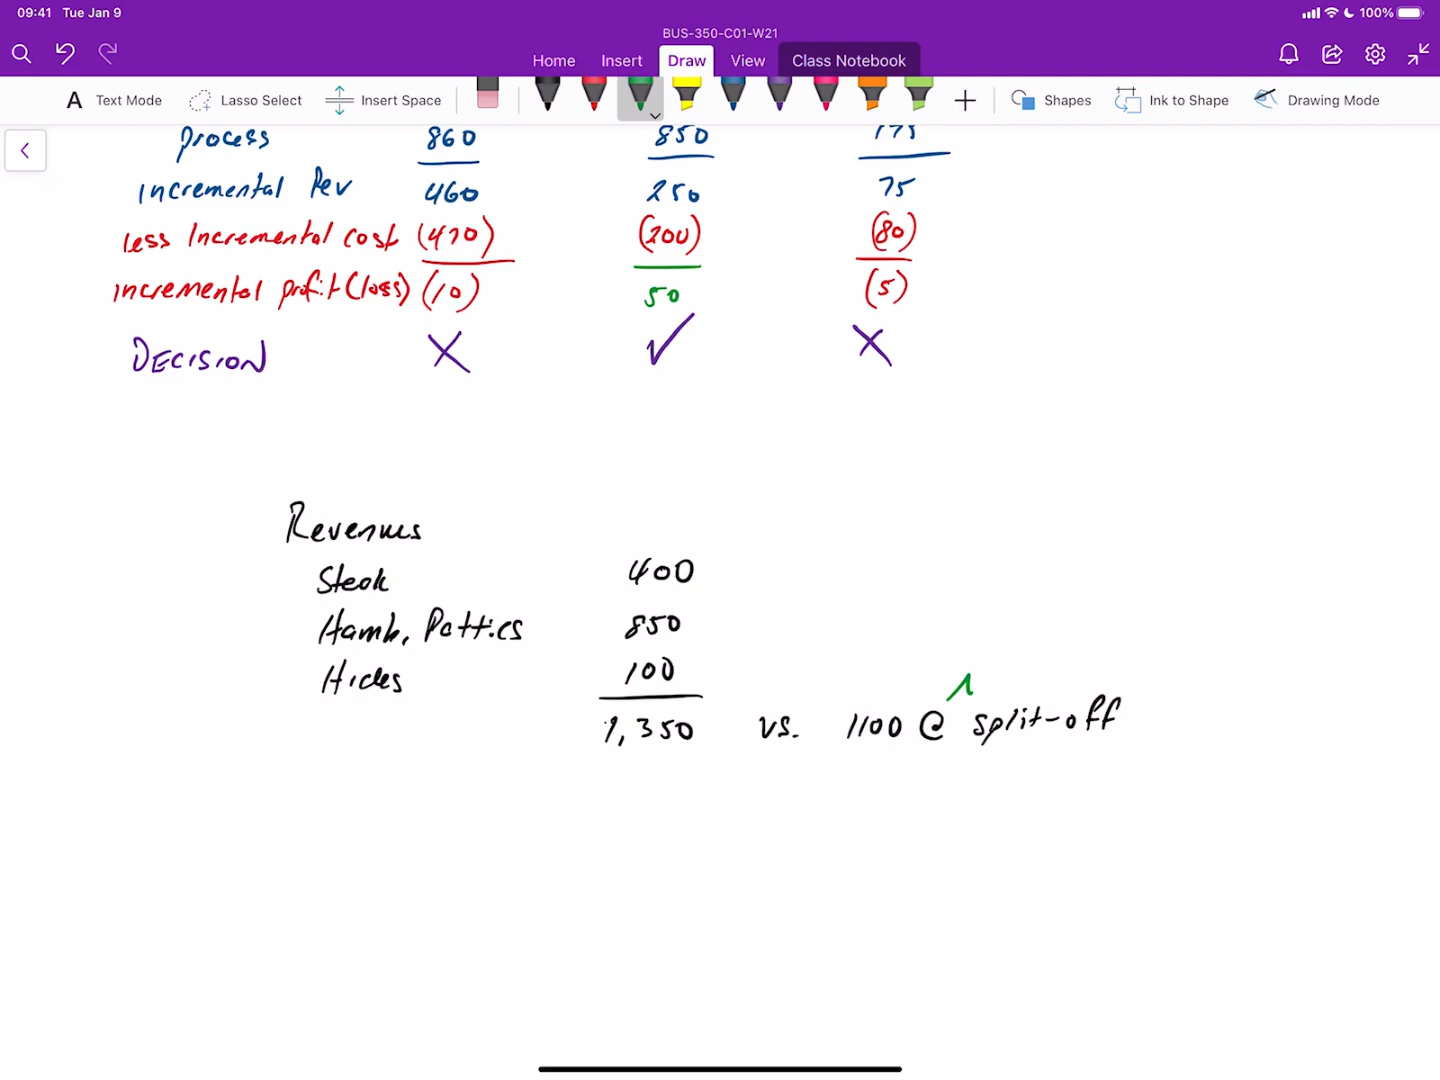 09:41 Tue Jan 9 100%
BUS-350-C01-W21
Home Insert Draw View Class Notebook
A Text Mode Lasso Select Insert Space Shapes Ink to Shape Drawing Mode
process 860 850 175
incremental Rev 460 250 75
less Incremental cost (470) (200) (80)
incremental profit (loss) (10) 50 (5)
DECISION X ✓ X
Revenues
Steak 400
Hamb. Patties 850
Hides 100
1,350 vs. 1100 @ split-off